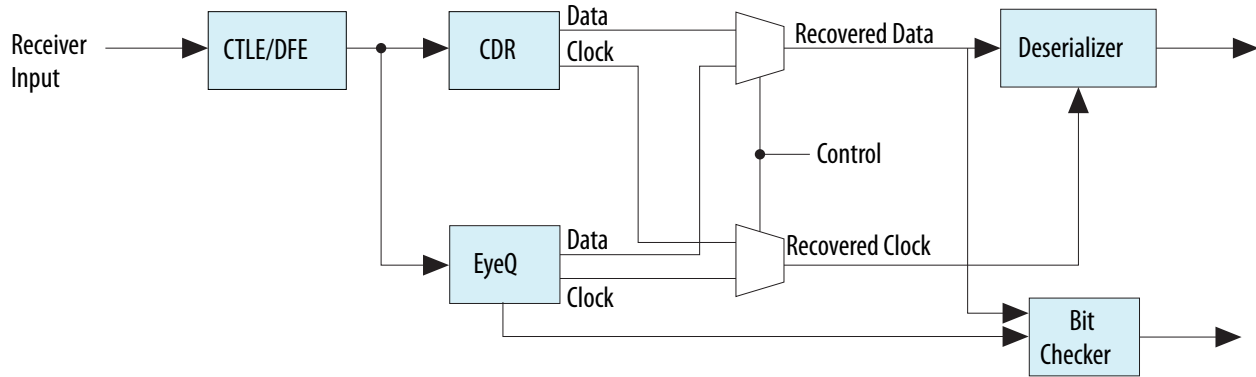 Receiver
Input
CTLE/DFE
CDR
Data
Clock
Recovered Data
Deserializer
Control
EyeQ
Data
Clock
Recovered Clock
Bit
Checker